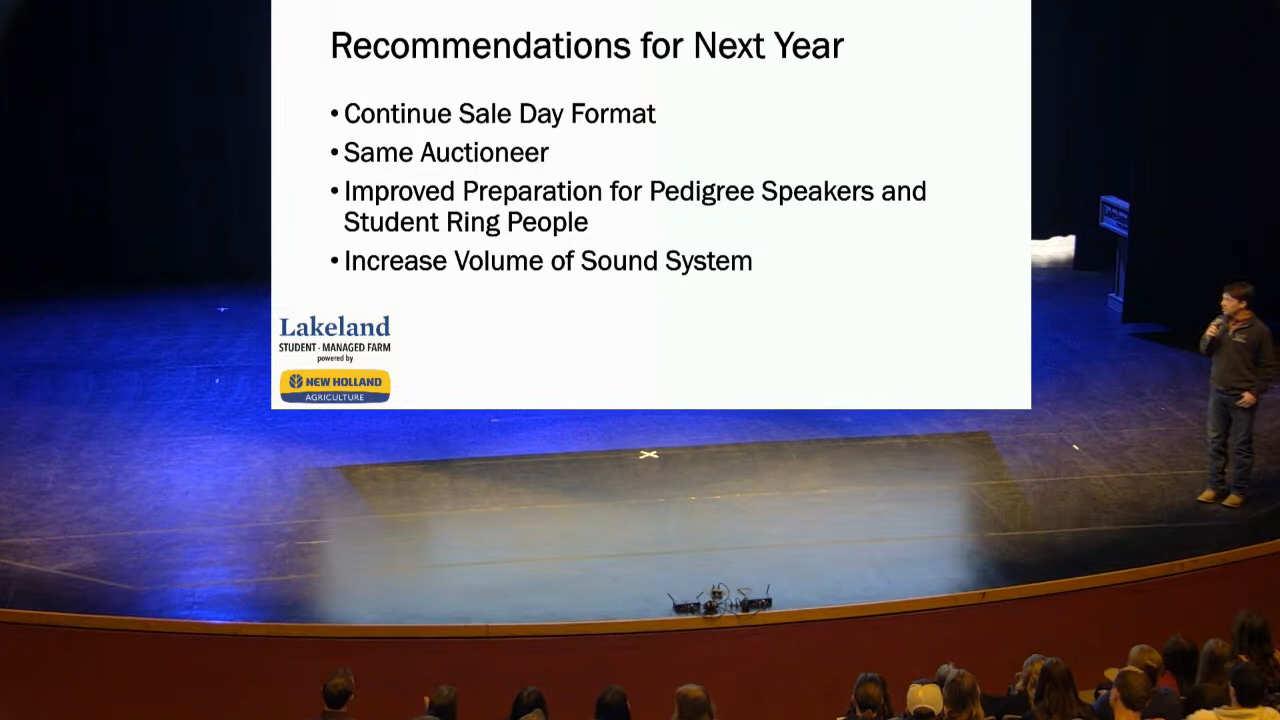 Recommendations for Next Year
• Continue Sale Day Format
• Same Auctioneer
• Improved Preparation for Pedigree Speakers and
Student Ring People
• Increase Volume of Sound System
Lakeland
STUDENT - MANAGED FARM
powered by
NEW HOLLAND
AGRICULTURE